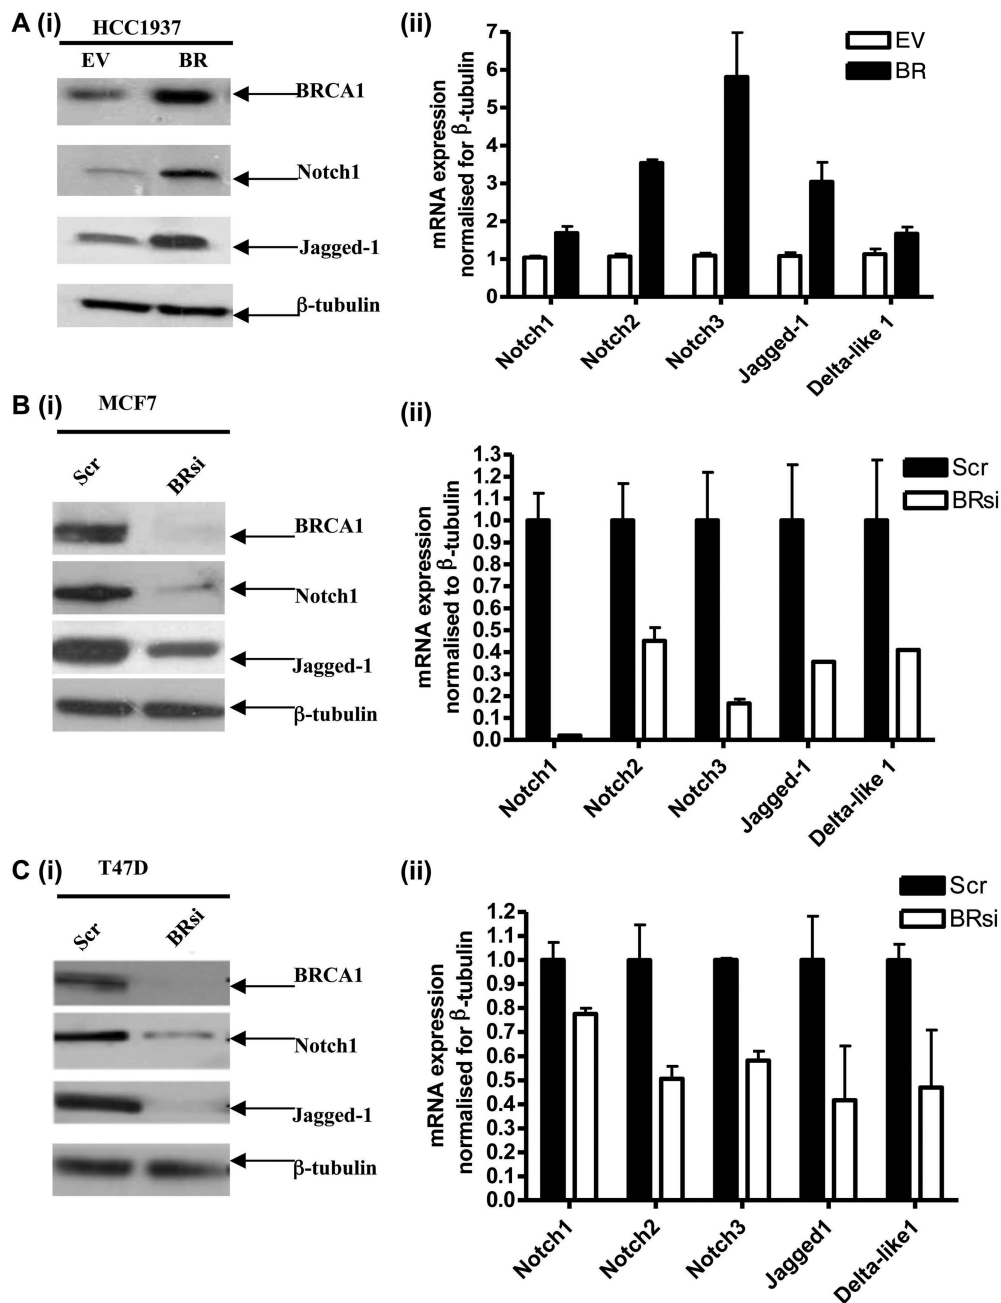 A (i)
HCC1937
EV BR
BRCA1
Notch1
Jagged-1
β-tubulin
(ii)
EV
BR
mRNA expression
normalised for β-tubulin
7
6
5
4
3
2
1
0
Notch1
Notch2
Notch3
Jagged-1
Delta-like 1
B (i)
MCF7
Scr BRsi
BRCA1
Notch1
Jagged-1
β-tubulin
(ii)
Scr
BRsi
mRNA expression
normalised to β-tubulin
1.3
1.2
1.1
1.0
0.9
0.8
0.7
0.6
0.5
0.4
0.3
0.2
0.1
0.0
Notch1
Notch2
Notch3
Jagged-1
Delta-like 1
C (i)
T47D
Scr BRsi
BRCA1
Notch1
Jagged-1
β-tubulin
(ii)
Scr
BRsi
mRNA expression
normalised for β-tubulin
1.2
1.1
1.0
0.9
0.8
0.7
0.6
0.5
0.4
0.3
0.2
0.1
0.0
Notch1
Notch2
Notch3
Jagged1
Delta-like1